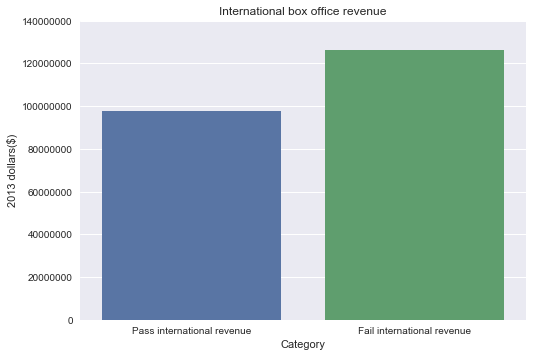 International box office revenue
2013 dollars($)
140000000
120000000
100000000
80000000
60000000
40000000
20000000
0
Pass international revenue
Fail international revenue
Category